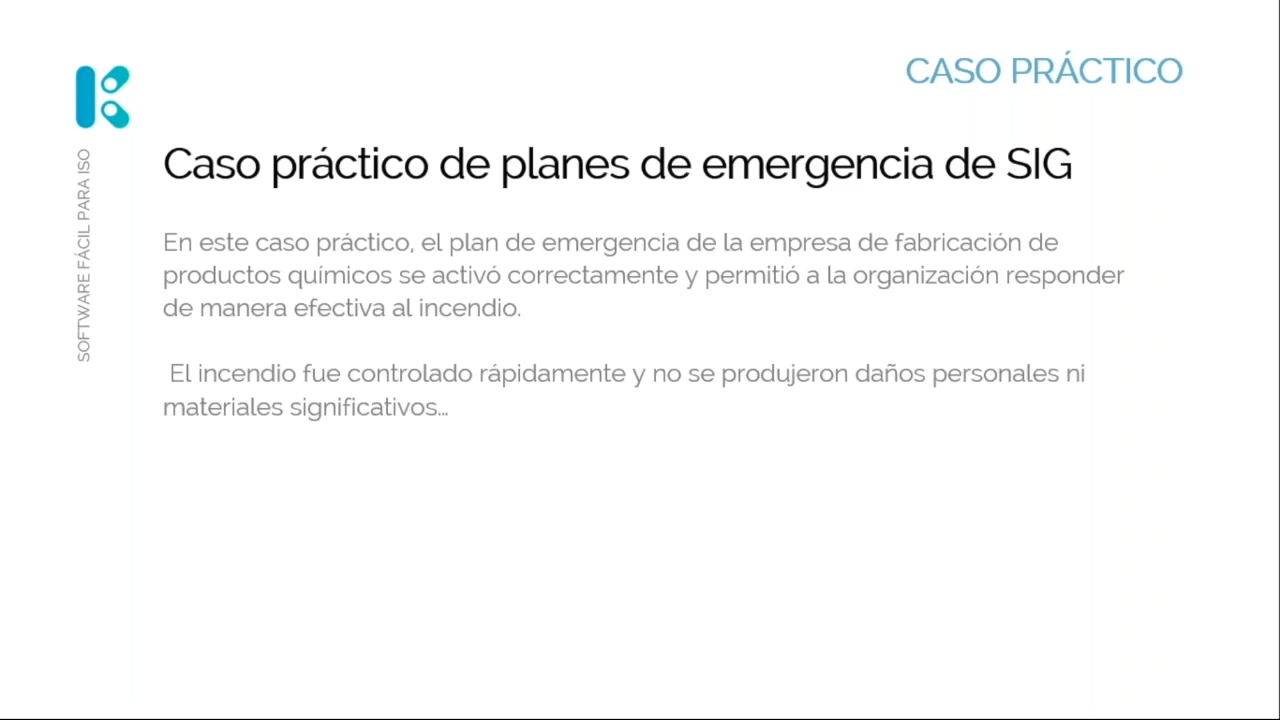 CASO PRÁCTICO
SOFTWARE FÁCIL PARA ISO
Caso práctico de planes de emergencia de SIG
En este caso práctico, el plan de emergencia de la empresa de fabricación de
productos químicos se activó correctamente y permitió a la organización responder
de manera efectiva al incendio.
El incendio fue controlado rápidamente y no se produjeron daños personales ni
materiales significativos...